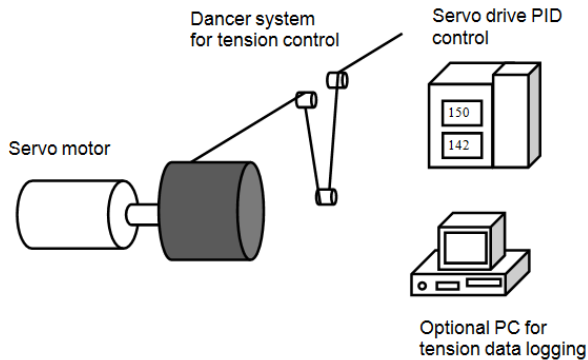 Dancer system
for tension control
Servo drive PID
control
150
142
Servo motor
Optional PC for
tension data logging